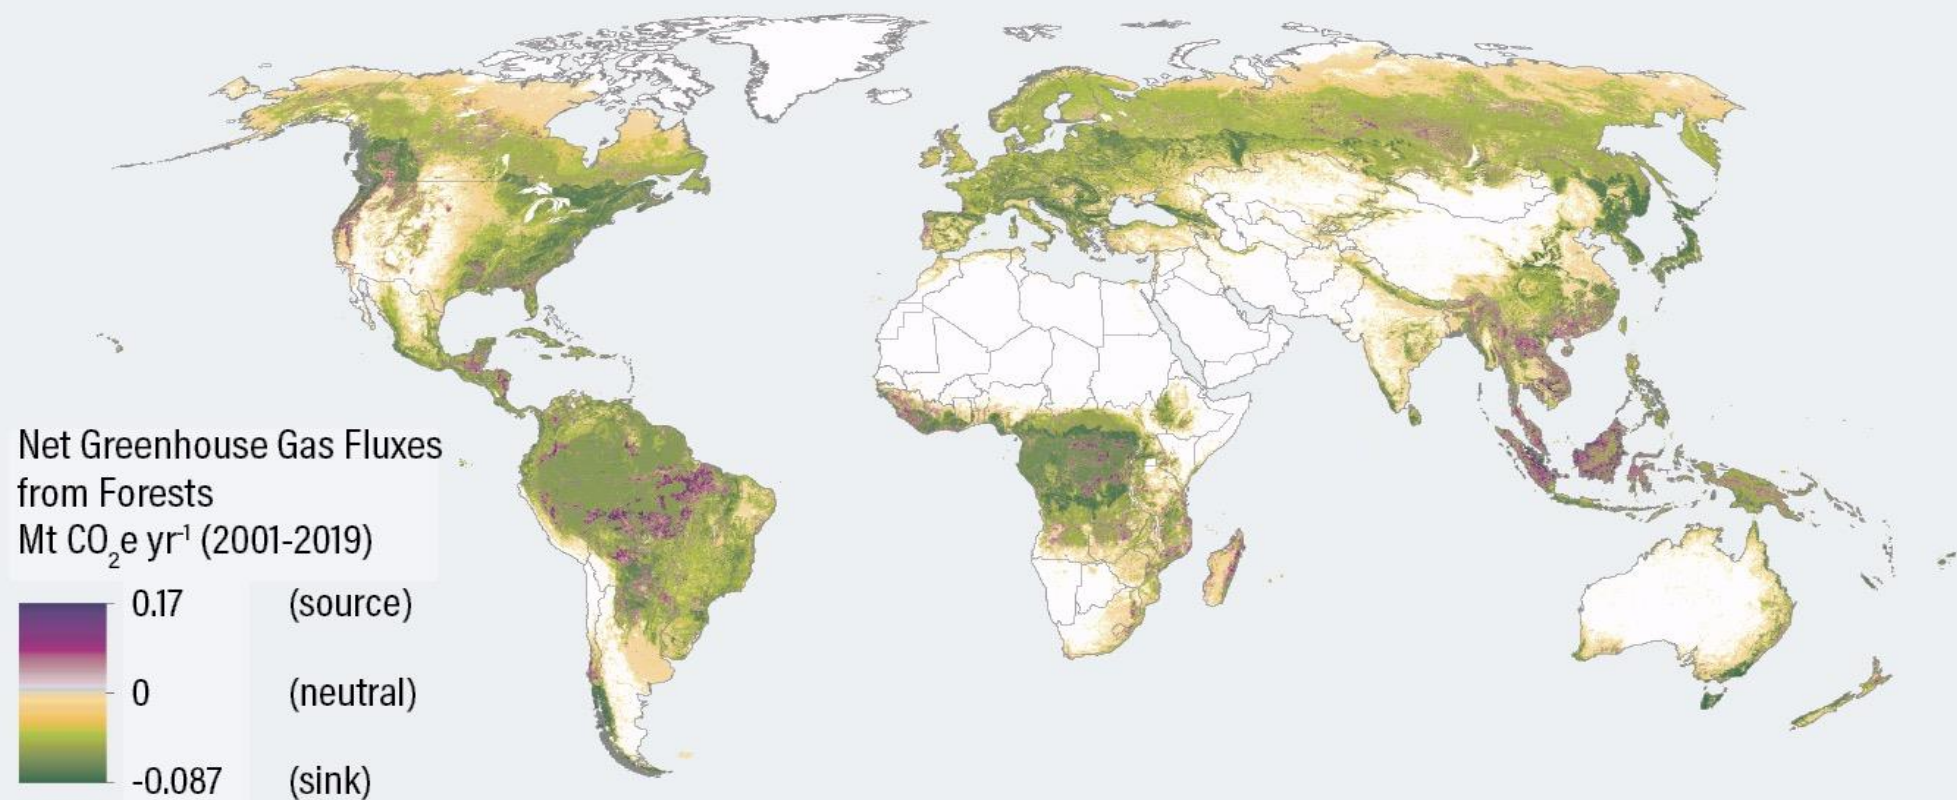 Net Greenhouse Gas Fluxes
from Forests
Mt CO₂e yr⁻¹ (2001-2019)
0.17 (source)
0 (neutral)
-0.087 (sink)